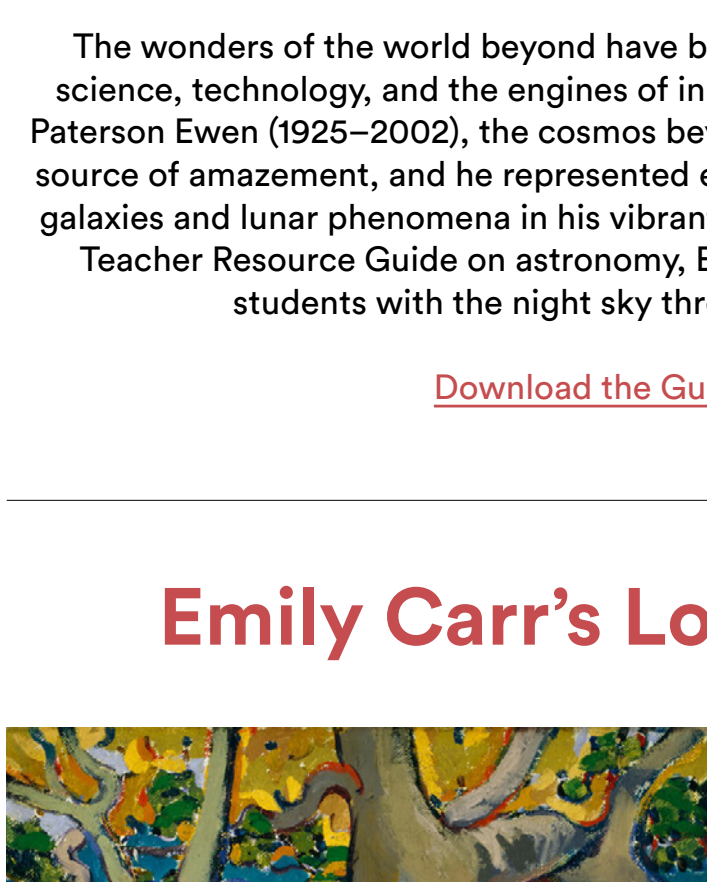 The wonders of the world beyond have b
science, technology, and the engines of in
Paterson Ewen (1925–2002), the cosmos bey
source of amazement, and he represented e
galaxies and lunar phenomena in his vibran
Teacher Resource Guide on astronomy, E
students with the night sky thr
Download the Gu
Emily Carr’s Lo